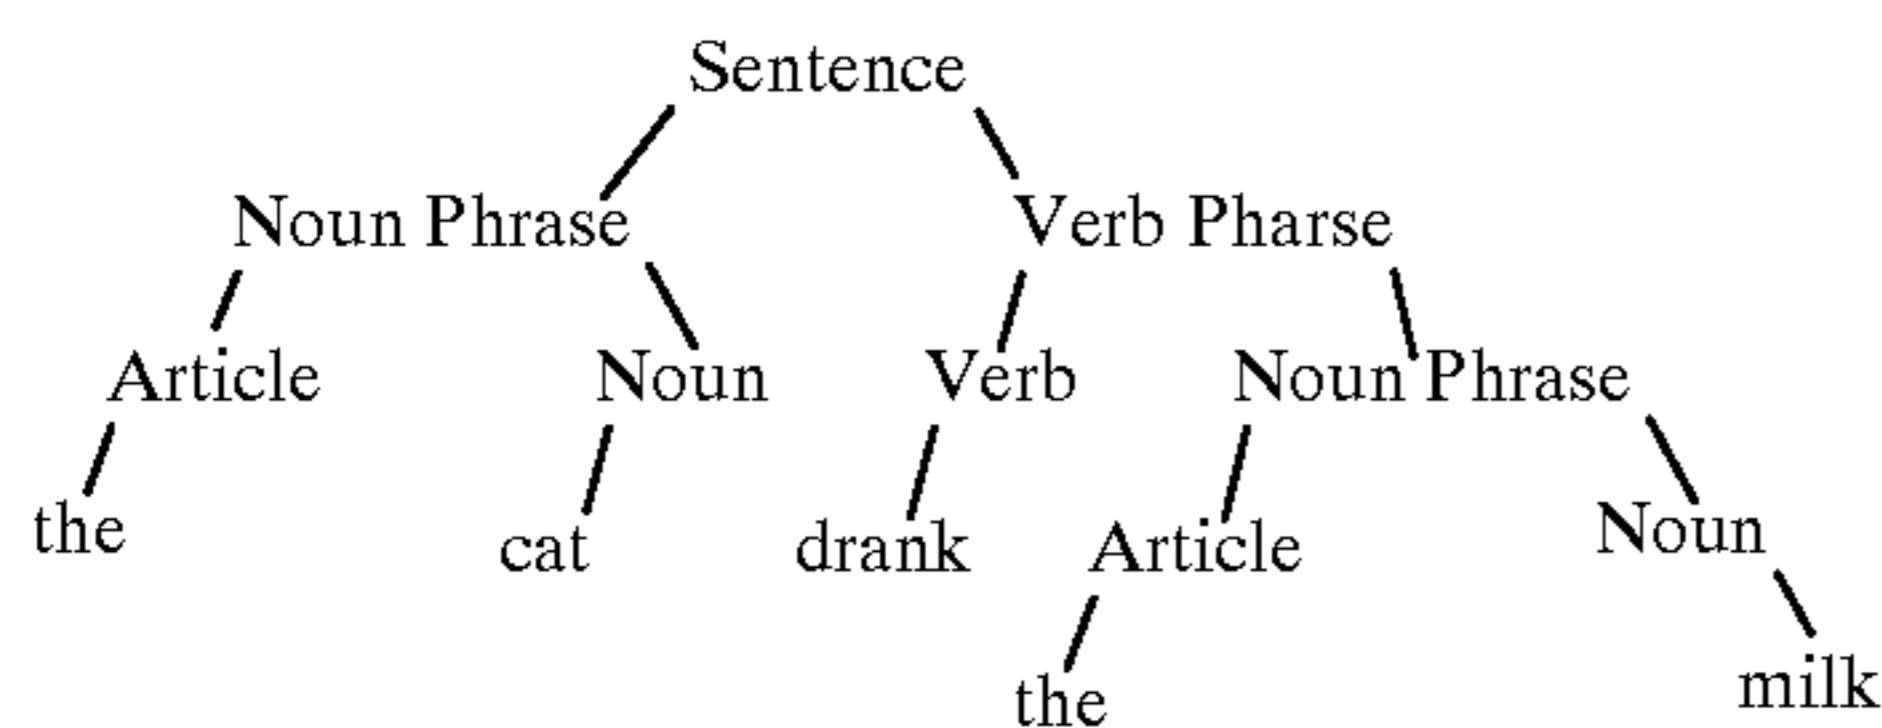 Sentence
Noun Phrase Verb Pharse
Article Noun Verb Noun Phrase
the cat drank Article Noun
the milk